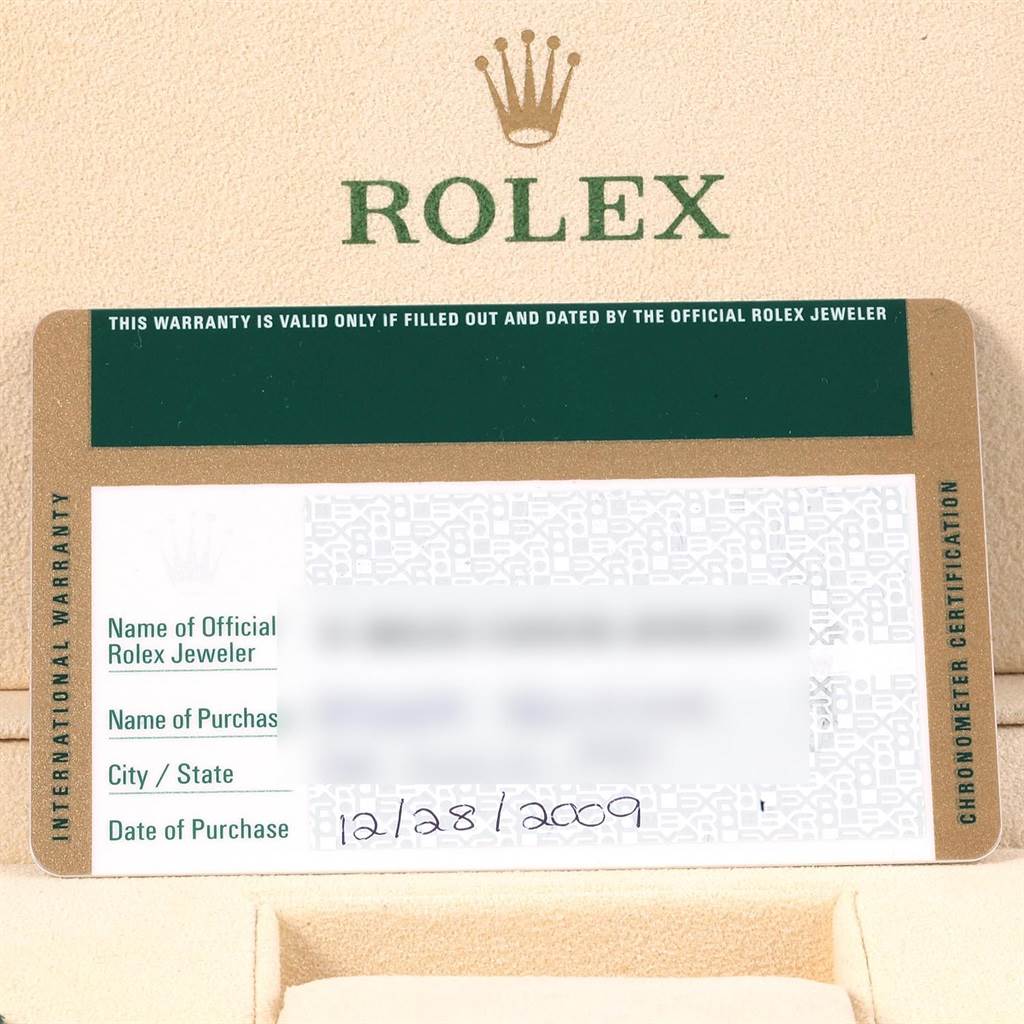 ROLEX
THIS WARRANTY IS VALID ONLY IF FILLED OUT AND DATED BY THE OFFICIAL ROLEX JEWELER
INTERNATIONAL WARRANTY
Name of Official
Rolex Jeweler
Name of
City / State
Date of Purchase 12/28/2009
CHRONOMETER CERTIFICATION